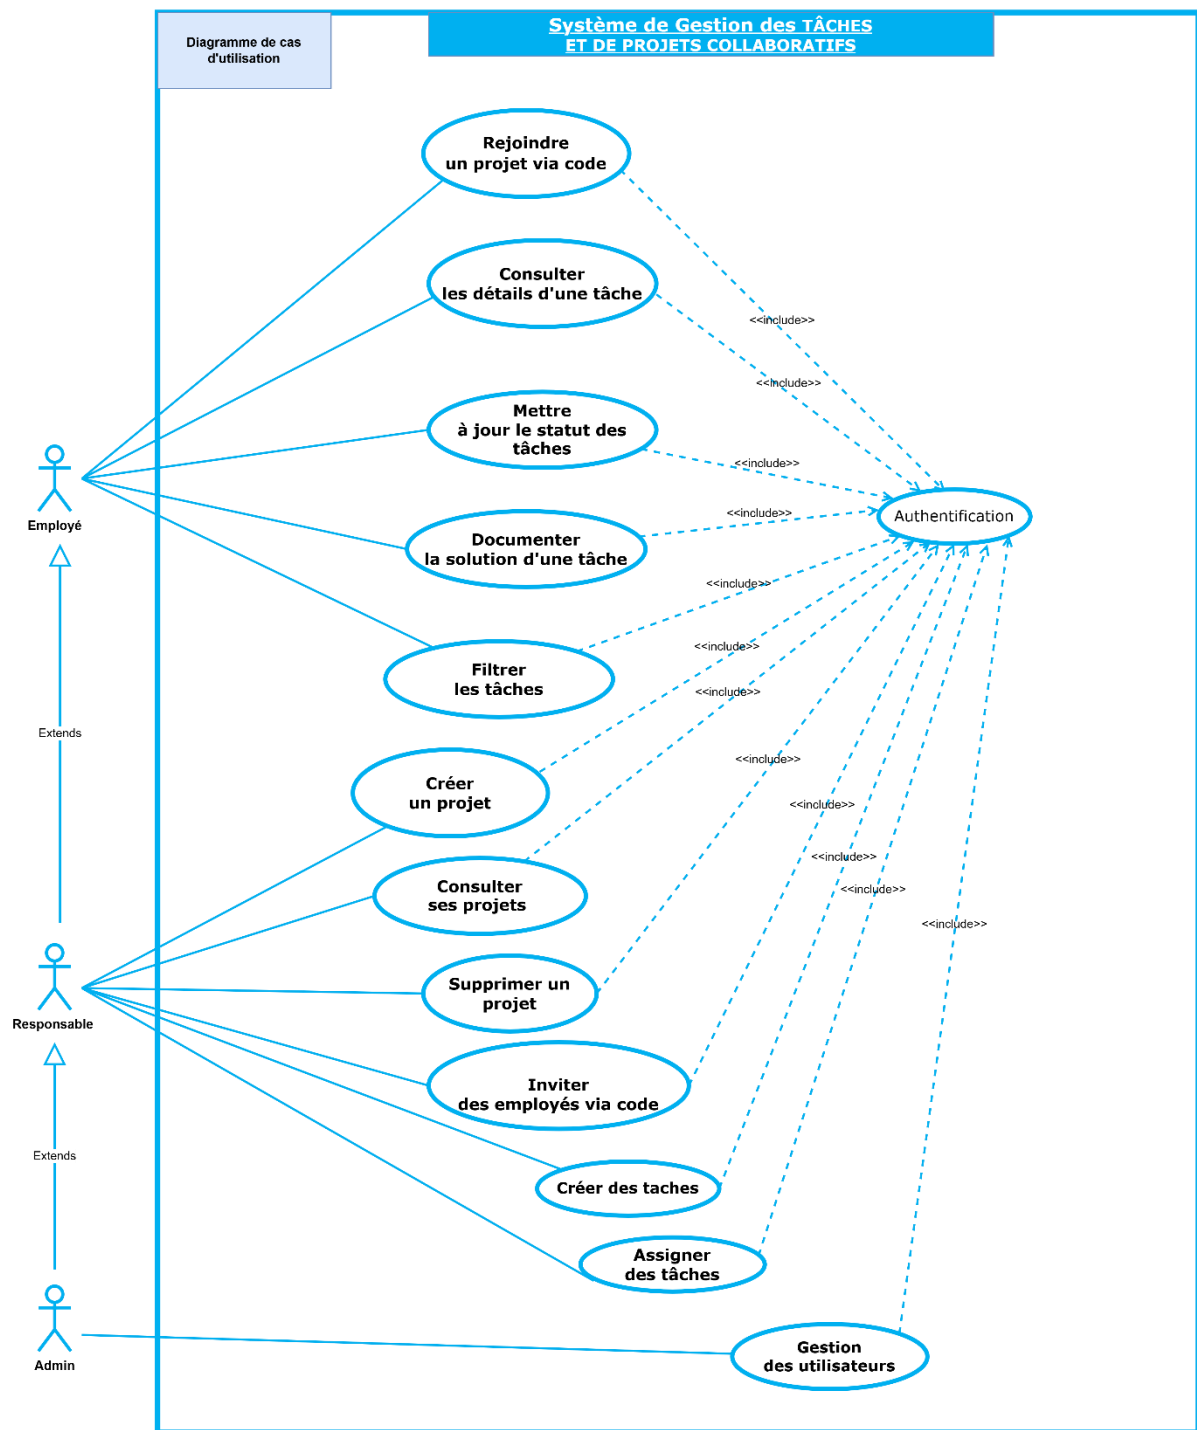 Diagramme de cas
d'utilisation
Système de Gestion des TÂCHES
ET DE PROJETS COLLABORATIFS
Rejoindre
un projet via code
Consulter
les détails d'une tâche
<<include>>
<<include>>
Mettre
à jour le statut des
tâches
<<include>>
Employé
Documenter
la solution d'une tâche
<<include>>
Authentification
<<include>>
Filtrer
les tâches
<<include>>
<<include>>
Extends
Créer
un projet
<<include>>
<<include>>
Consulter
ses projets
<<include>>
<<include>>
<<include>>
Supprimer un
projet
Responsable
Inviter
des employés via code
Extends
Créer des taches
Assigner
des tâches
Admin
Gestion
des utilisateurs